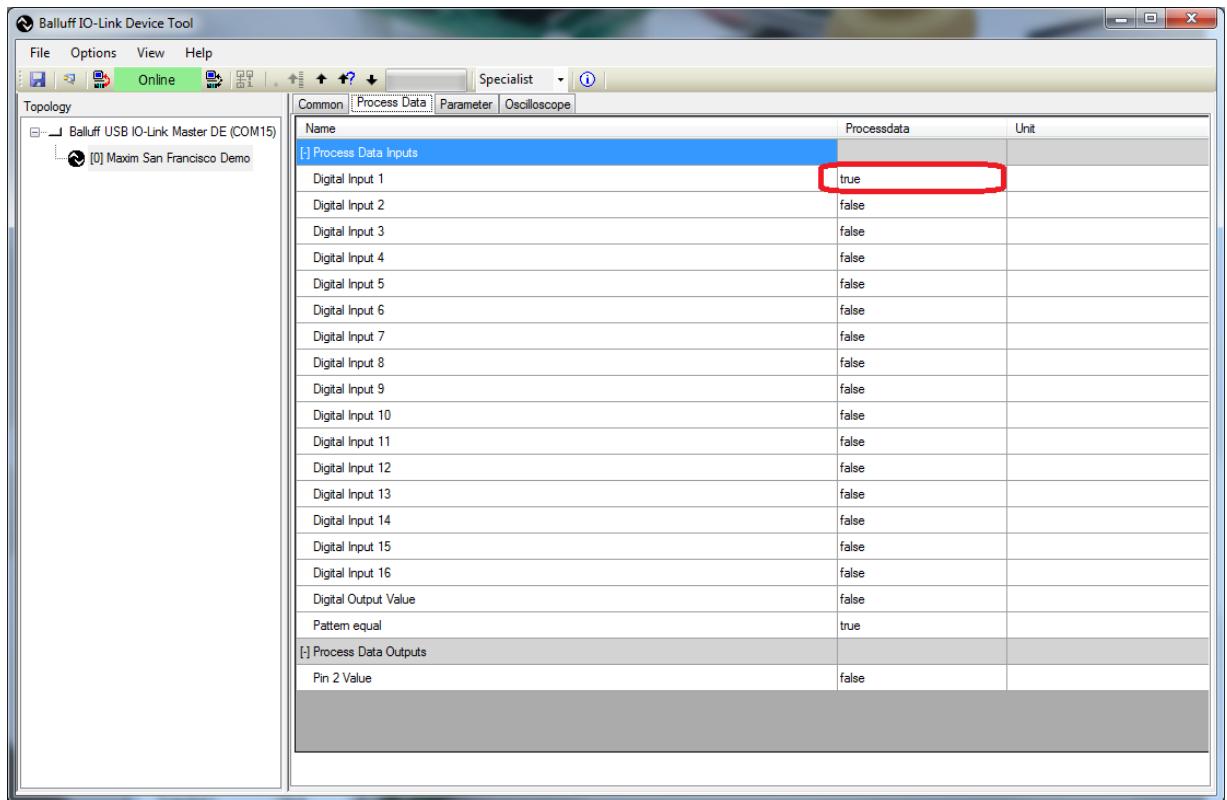 Balluff IO-Link Device Tool
File Options View Help
Online Specialist
Topology
Common Process Data Parameter Oscilloscope
Balluff USB IO-Link Master DE (COM15)
[0] Maxim San Francisco Demo
Name Processdata Unit
[-] Process Data Inputs
Digital Input 1 true
Digital Input 2 false
Digital Input 3 false
Digital Input 4 false
Digital Input 5 false
Digital Input 6 false
Digital Input 7 false
Digital Input 8 false
Digital Input 9 false
Digital Input 10 false
Digital Input 11 false
Digital Input 12 false
Digital Input 13 false
Digital Input 14 false
Digital Input 15 false
Digital Input 16 false
Digital Output Value false
Pattern equal true
[-] Process Data Outputs
Pin 2 Value false